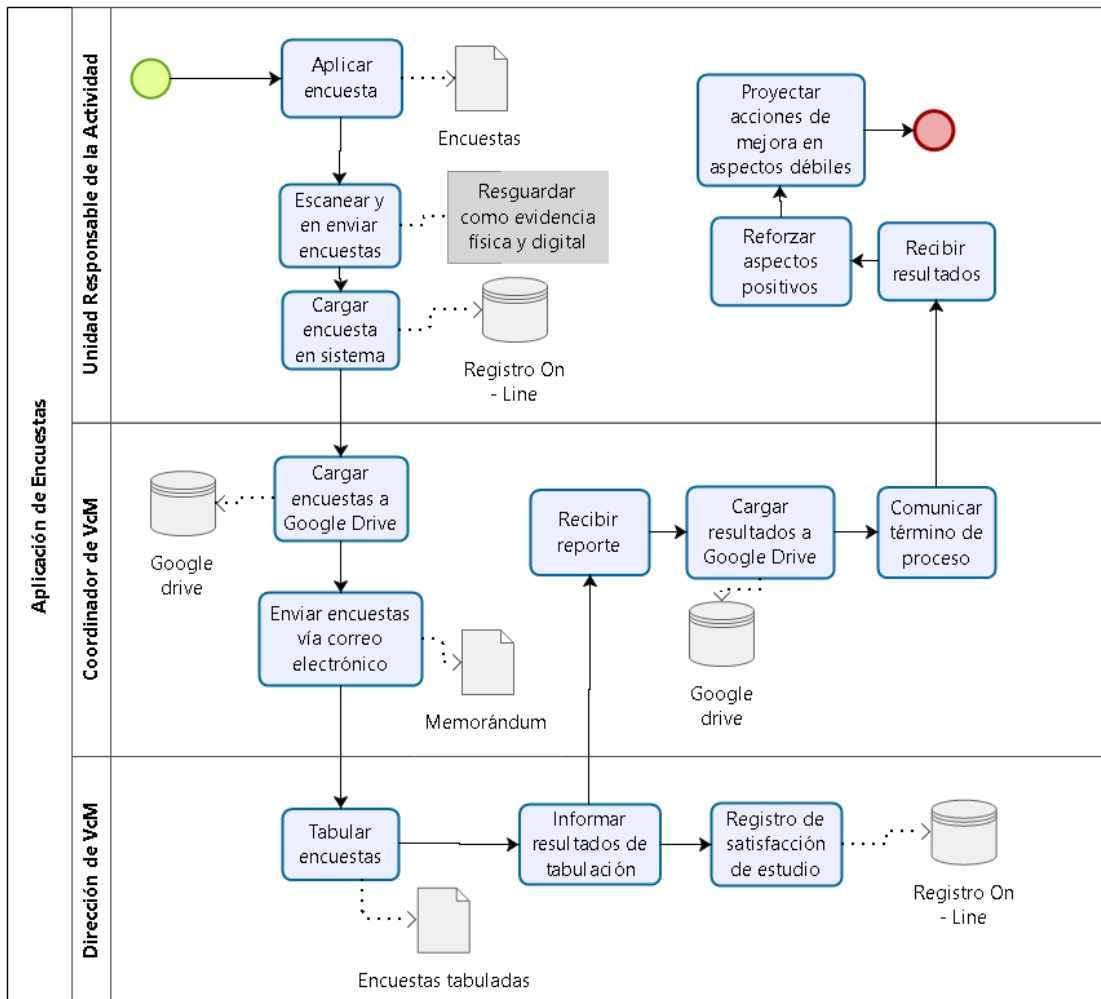 Aplicación de Encuestas
Unidad Responsable de la Actividad
Aplicar
encuesta
Encuestas
Escanear y
en enviar
encuestas
Resguardar
como evidencia
física y digital
Cargar
encuesta
en sistema
Registro On
- Line
Proyectar
acciones de
mejora en
aspectos débiles
Reforzar
aspectos
positivos
Recibir
resultados
Coordinador de VcM
Cargar
encuestas a
Google Drive
Google
drive
Enviar encuestas
vía correo
electrónico
Memorándum
Recibir
reporte
Cargar
resultados a
Google Drive
Google
drive
Comunicar
término de
proceso
Dirección de VcM
Tabular
encuestas
Encuestas tabuladas
Informar
resultados de
tabulación
Registro de
satisfacción
de estudio
Registro On
- Line